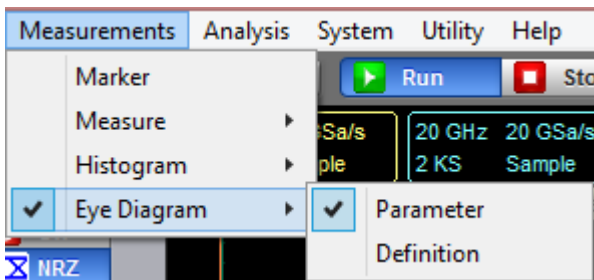 Measurements Analysis System Utility Help
Marker
Run
Measure
GSa/s 20 GHz 20 GSa/s
Histogram
ple 2 KS Sample
Eye Diagram
Parameter
Definition
NRZ